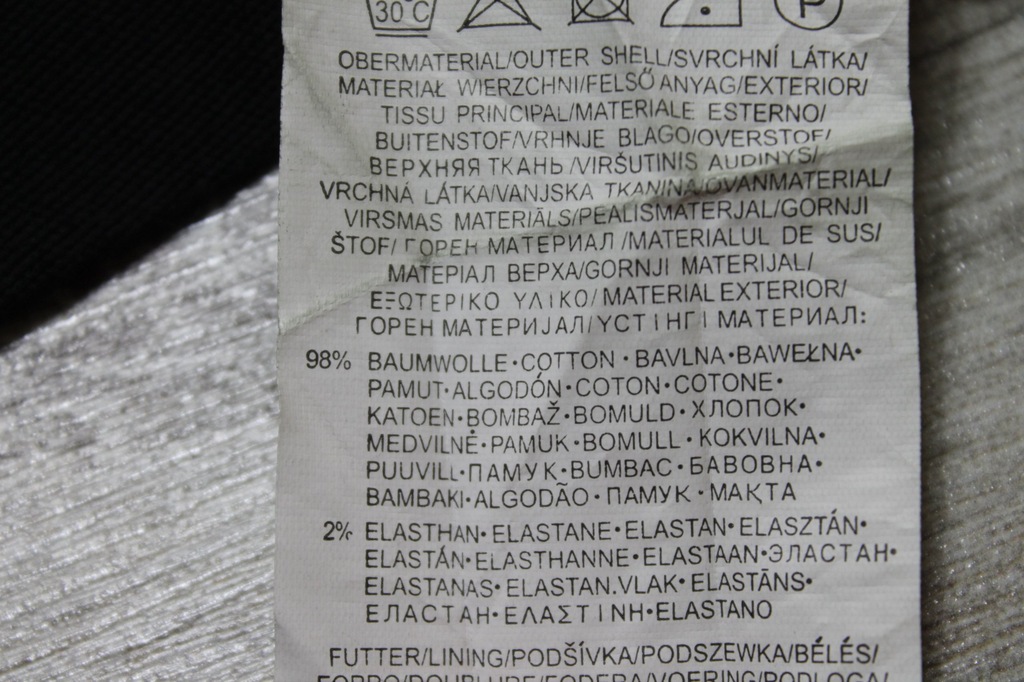 30°C P
OBERMATERIAL/OUTER SHELL/SVRCHNÍ LÁTKA/
MATERIAŁ WIERZCHNI/FELSŐ ANYAG/EXTERIOR/
TISSU PRINCIPAL/MATERIALE ESTERNO/
BUITENSTOF/VRHNJE BLAGO/OVERSTOF/
ВЕРХНЯЯ ТКАНЬ/VIRŠUTINIS AUDINYS/
VRCHNÁ LÁTKA/VANJSKA TKANINA/OVANMATERIAL/
VIRSMAS MATERIĀLS/PEALISMATERJAL/GORNJI
ŠTOF/ ГОРЕН МАТЕРИАЛ /MATERIALUL DE SUS/
МАТЕРІАЛ ВЕРХА/GORNJI MATERIJAL/
ΕΞΩΤΕΡΙΚΟ ΥΛΙΚΟ/ MATERIAL EXTERIOR/
ГОРЕН МАТЕРИЈАЛ/ҮСТІҢГІ МАТЕРИАЛ:
98% BAUMWOLLE·COTTON·BAVLNA·BAWEŁNA·
PAMUT·ALGODÓN·COTON·COTONE·
KATOEN·BOMBAŽ·BOMULD·ХЛОПОК·
MEDVILNĖ·PAMUK·BOMULL·KOKVILNA·
PUUVILL·ПАМУК·BUMBAC·БАВОВНА·
BAMBAKI·ALGODÃO·ПАМУК·МАҚТА
2% ELASTHAN·ELASTANE·ELASTAN·ELASZTÁN·
ELASTÁN·ELASTHANNE·ELASTAAN·ЭЛАСТАН·
ELASTANAS·ELASTAN.VLAK·ELASTĀNS·
ЕЛАСТАН·ΕΛΑΣΤΙΝΗ·ELASTANO
FUTTER/LINING/PODŠÍVKA/PODSZEWKA/BÉLÉS/
FORRO/DOUBLURE/FODERA/VOERING/PODLOGA/